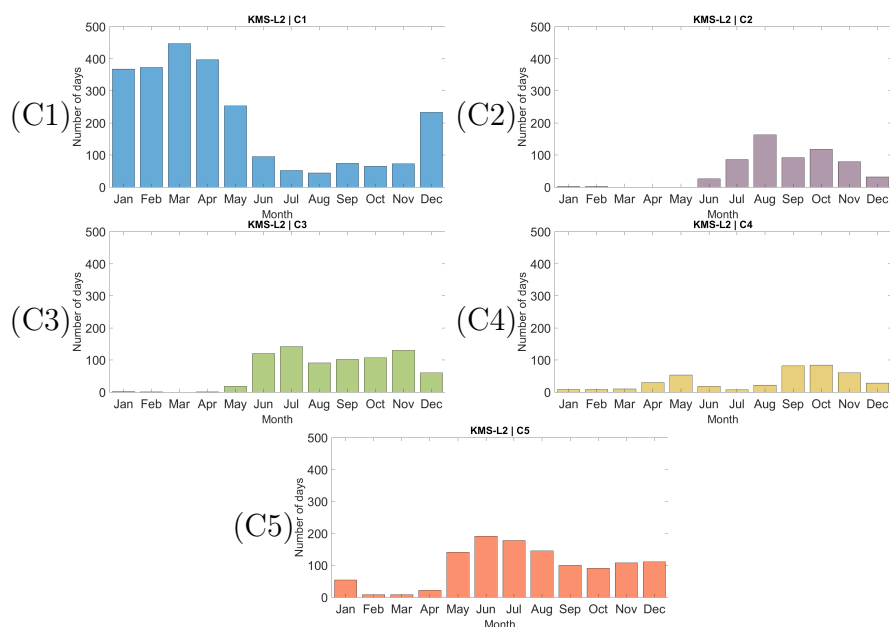 KMS-L2 | C1
(C1)
Number of days
500
400
300
200
100
0
Jan Feb Mar Apr May Jun Jul Aug Sep Oct Nov Dec
Month
KMS-L2 | C2
(C2)
Number of days
500
400
300
200
100
0
Jan Feb Mar Apr May Jun Jul Aug Sep Oct Nov Dec
Month
KMS-L2 | C3
(C3)
Number of days
500
400
300
200
100
0
Jan Feb Mar Apr May Jun Jul Aug Sep Oct Nov Dec
Month
KMS-L2 | C4
(C4)
Number of days
500
400
300
200
100
0
Jan Feb Mar Apr May Jun Jul Aug Sep Oct Nov Dec
Month
KMS-L2 | C5
(C5)
Number of days
500
400
300
200
100
0
Jan Feb Mar Apr May Jun Jul Aug Sep Oct Nov Dec
Month